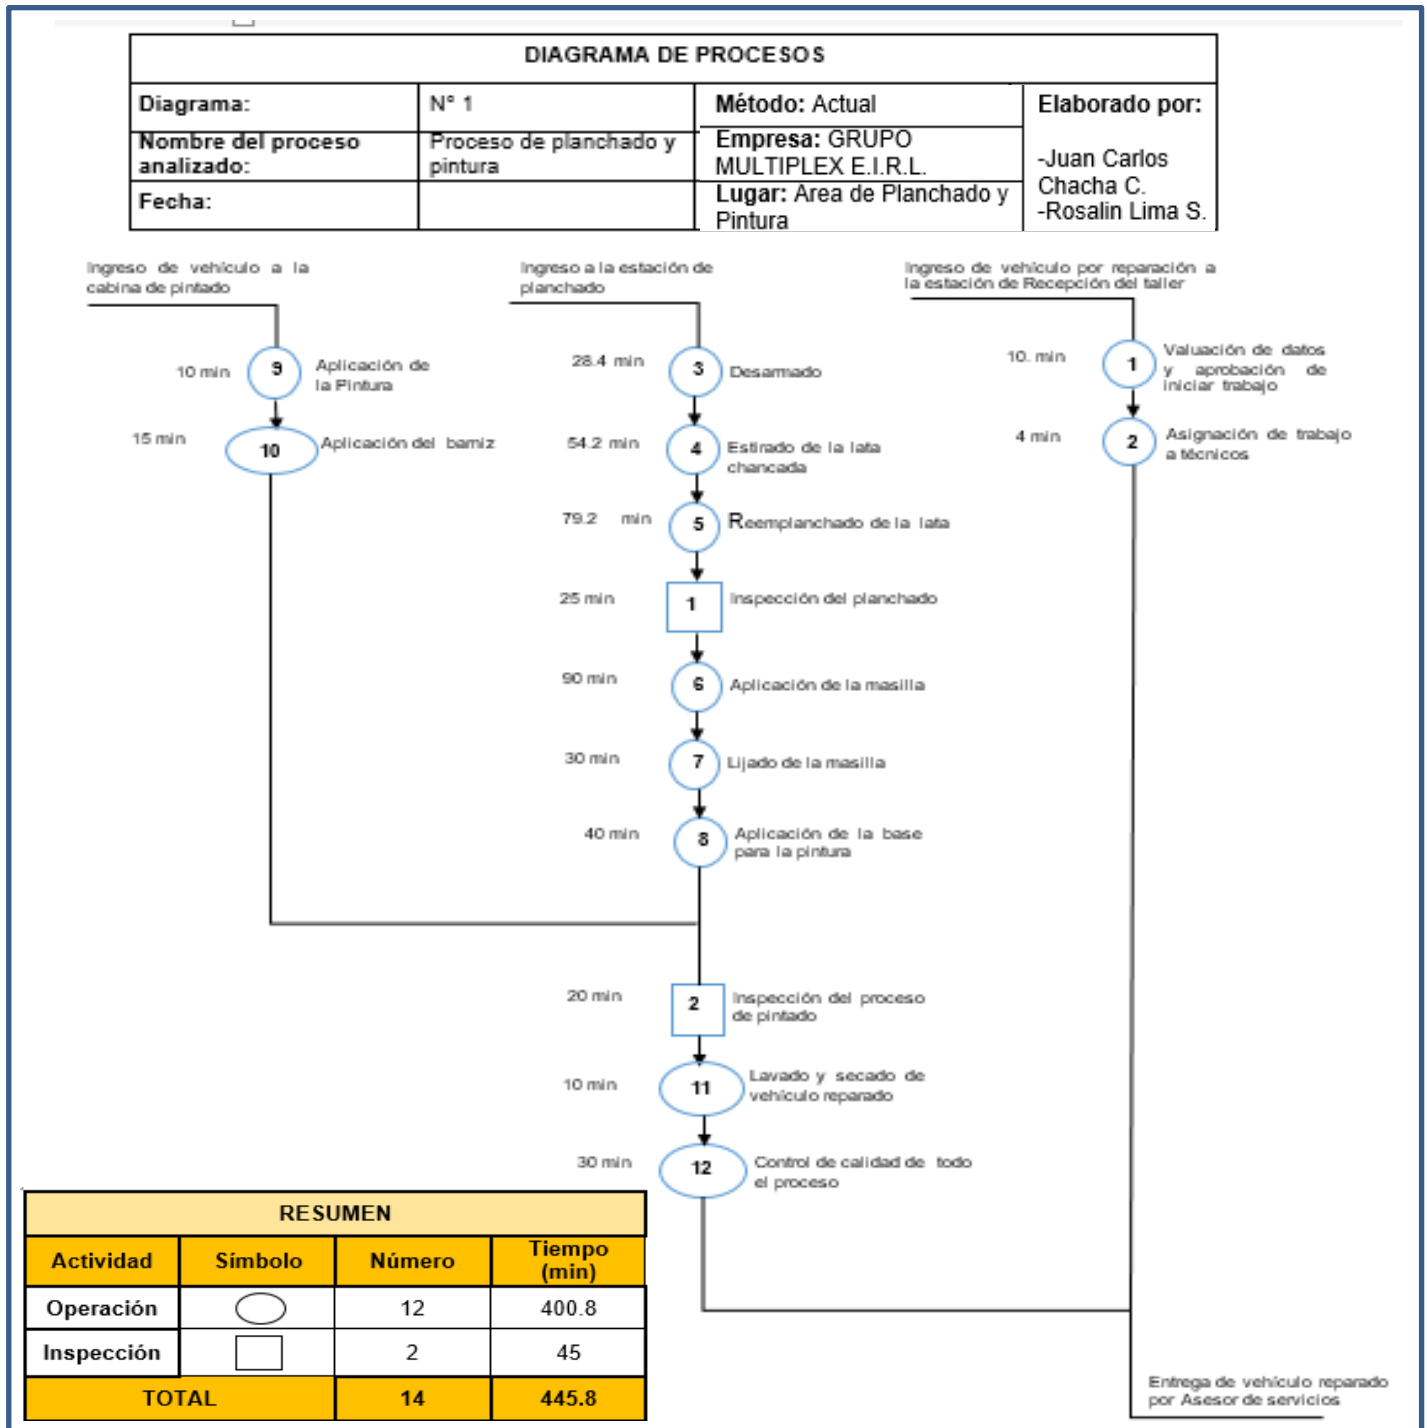 DIAGRAMA DE PROCESOS
Diagrama:
N° 1
Método: Actual
Elaborado por:
Nombre del proceso
analizado:
Proceso de planchado y
pintura
Empresa: GRUPO
MULTIPLEX E.I.R.L.
-Juan Carlos
Chacha C.
-Rosalin Lima S.
Fecha:
Lugar: Area de Planchado y
Pintura
Ingreso de vehículo a la
cabina de pintado
10 min
9
Aplicación de
la Pintura
15 min
10
Aplicación del barniz
Ingreso a la estación de
planchado
28.4 min
3
Desarmado
54.2 min
4
Estirado de la lata
chancada
79.2 min
5
Reemplanchado de la lata
25 min
1
Inspección del planchado
90 min
6
Aplicación de la masilla
30 min
7
Lijado de la masilla
40 min
8
Aplicación de la base
para la pintura
20 min
2
Inspección del proceso
de pintado
10 min
11
Lavado y secado de
vehículo reparado
30 min
12
Control de calidad de todo
el proceso
Ingreso de vehículo por reparación a
la estación de Recepción del taller
10. min
1
Valuación de datos
y aprobación de
iniciar trabajo
4 min
2
Asignación de trabajo
a técnicos
Entrega de vehículo reparado
por Asesor de servicios
RESUMEN
Actividad
Símbolo
Número
Tiempo
(min)
Operación
12
400.8
Inspección
2
45
TOTAL
14
445.8